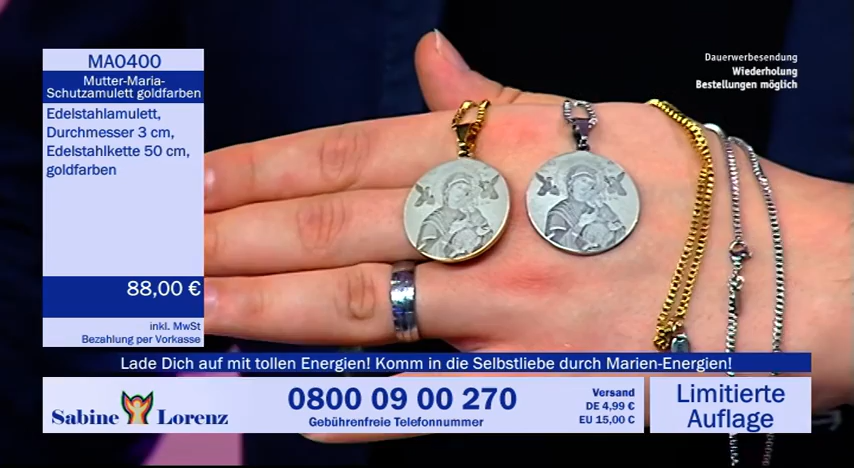 MA0400
Mutter-Maria-
Schutzamulett goldfarben
Edelstahlamulett,
Durchmesser 3 cm,
Edelstahlkette 50 cm,
goldfarben
88,00 €
inkl. MwSt
Bezahlung per Vorkasse
Dauerwerbesendung
Wiederholung
Bestellungen möglich
Lade Dich auf mit tollen Energien! Komm in die Selbstliebe durch Marien-Energien!
Sabine Lorenz
0800 09 00 270
Gebührenfreie Telefonnummer
Versand
DE 4,99 €
EU 15,00 €
Limitierte
Auflage